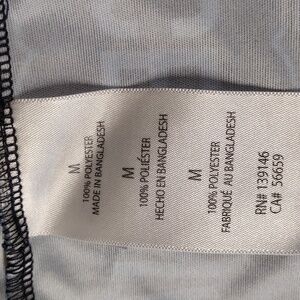 M
100% POLYESTER
MADE IN BANGLADESH
M
100% POLIÉSTER
HECHO EN BANGLADESH
M
100% POLYESTER
FABRIQUÉ AU BANGLADESH
RN# 139146
CA# 56659